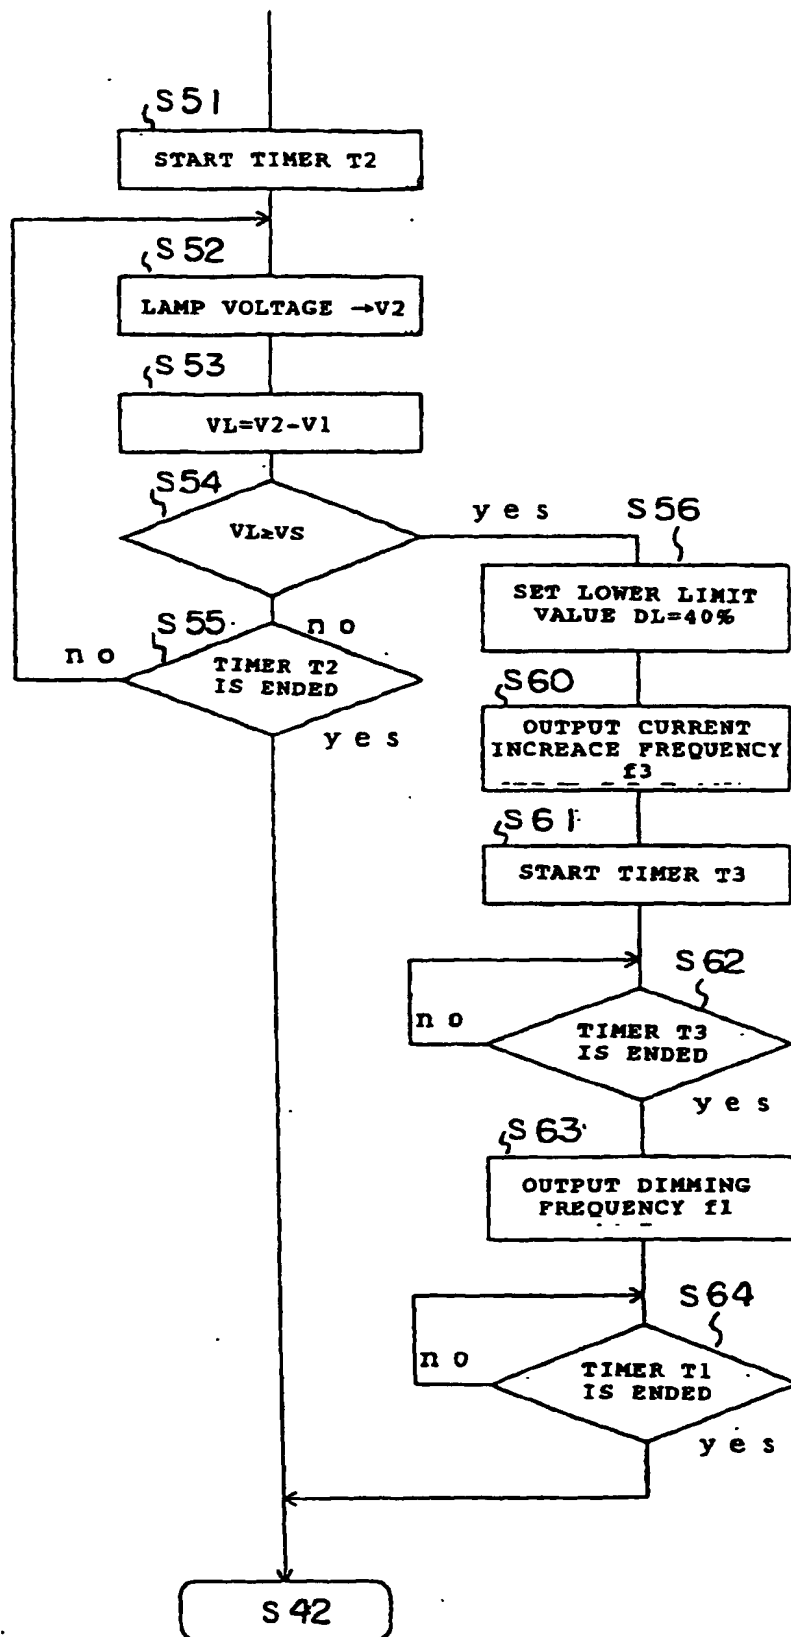 S51
START TIMER T2
S52
LAMP VOLTAGE →V2
S53
VL=V2-V1
S54
VL≥VS
yes
S56
SET LOWER LIMIT
VALUE DL=40%
S55
no
no
TIMER T2
IS ENDED
yes
S60
OUTPUT CURRENT
INCREACE FREQUENCY
f3
S61
START TIMER T3
S62
no
TIMER T3
IS ENDED
yes
S63
OUTPUT DIMMING
FREQUENCY f1
S64
no
TIMER T1
IS ENDED
yes
S42